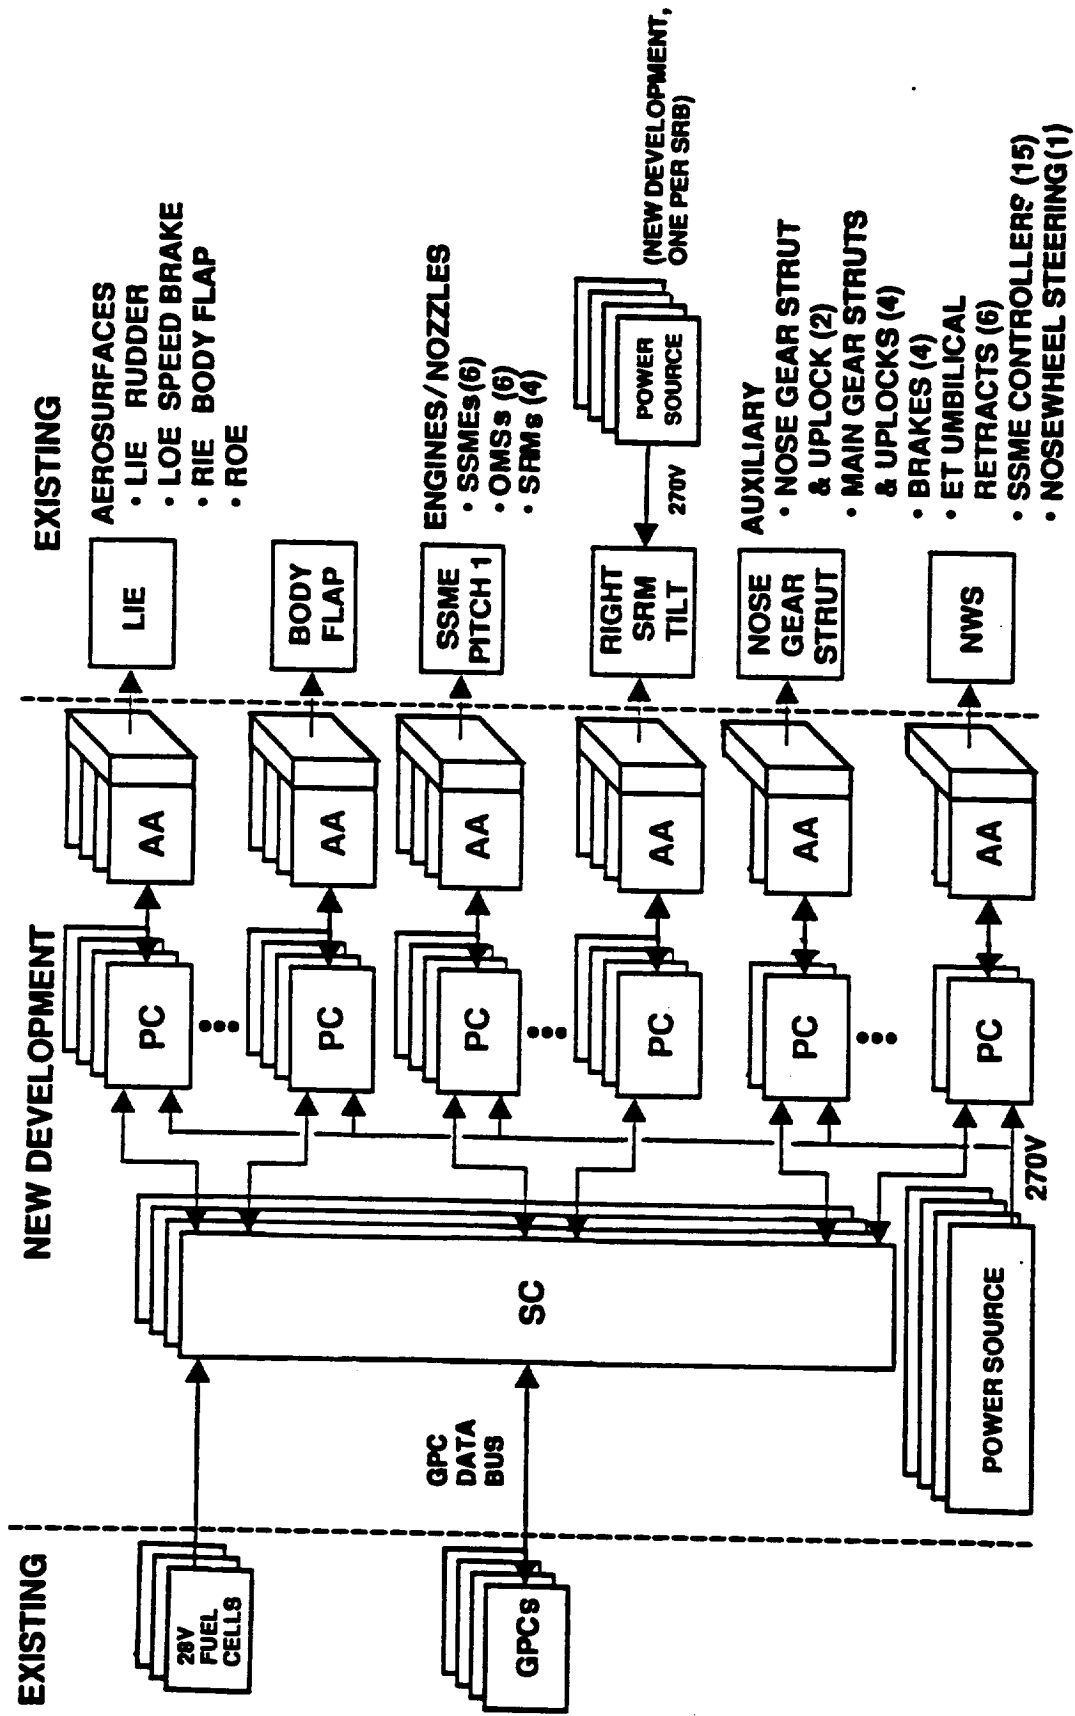 EXISTING
NEW DEVELOPMENT
EXISTING
28V
FUEL
CELLS
GPCs
GPC
DATA
BUS
SC
POWER SOURCE
270V
PC
AA
LIE
AEROSURFACES
• LIE RUDDER
• LOE SPEED BRAKE
• RIE BODY FLAP
• ROE
•••
PC
AA
BODY
FLAP
PC
AA
SSME
PITCH 1
ENGINES/NOZZLES
• SSMEs (6)
• OMSs (6)
• SRMs (4)
•••
PC
AA
RIGHT
SRM
TILT
270V
POWER
SOURCE
(NEW DEVELOPMENT,
ONE PER SRB)
PC
AA
NOSE
GEAR
STRUT
AUXILIARY
• NOSE GEAR STRUT
& UPLOCK (2)
• MAIN GEAR STRUTS
& UPLOCKS (4)
• BRAKES (4)
• ET UMBILICAL
RETRACTS (6)
• SSME CONTROLLERS (15)
• NOSEWHEEL STEERING (1)
•••
PC
AA
NWS